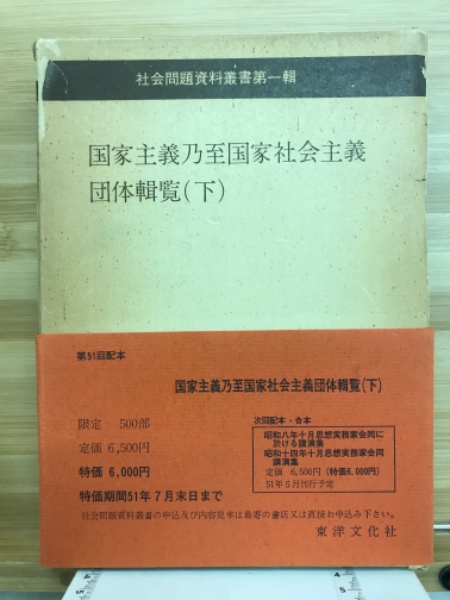 社会問題資料叢書第一輯
国家主義乃至国家社会主義
団体輯覧(下)
第51回配本
国家主義乃至国家社会主義団体輯覧(下)
限定 500部
定価 6,500円
特価 6,000円
特価期間51年7月末日まで
次回配本・合本
昭和八年十月思想実務家会同に
於ける講演集
昭和十四年十月思想実務家会同
講演集
定価 6,500円(特価6,000円)
51年5月刊行予定
社会問題資料叢書の申込及び内容見本は最寄の書店又は直接お申込み下さい。
東洋文化社